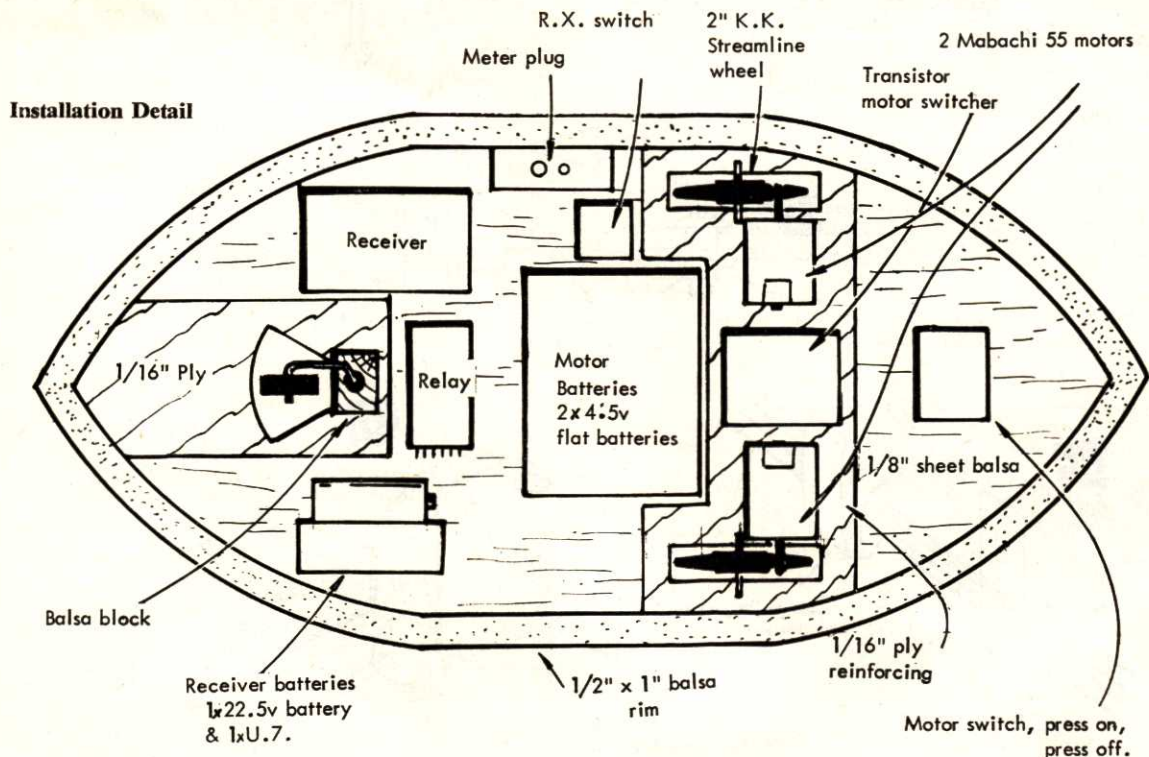 R.X. switch
2" K.K.
Streamline
wheel
2 Mabachi 55 motors
Meter plug
Transistor
motor switcher
Installation Detail
Receiver
1/16" Ply
Relay
Motor
Batteries
2x4.5v
flat batteries
1/8" sheet balsa
Balsa block
1/16" ply
reinforcing
Receiver batteries
1x22.5v battery
& 1xU.7.
1/2" x 1" balsa
rim
Motor switch, press on,
press off.